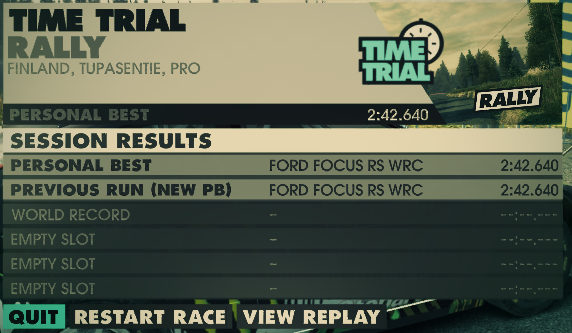 TIME TRIAL
RALLY
FINLAND, TUPASENTIE, PRO
TIME
TRIAL
RALLY
PERSONAL BEST 2:42.640
SESSION RESULTS
PERSONAL BEST FORD FOCUS RS WRC 2:42.640
PREVIOUS RUN (NEW PB) FORD FOCUS RS WRC 2:42.640
WORLD RECORD – --:--.---
EMPTY SLOT – --:--.---
EMPTY SLOT – --:--.---
EMPTY SLOT – --:--.---
QUIT RESTART RACE VIEW REPLAY